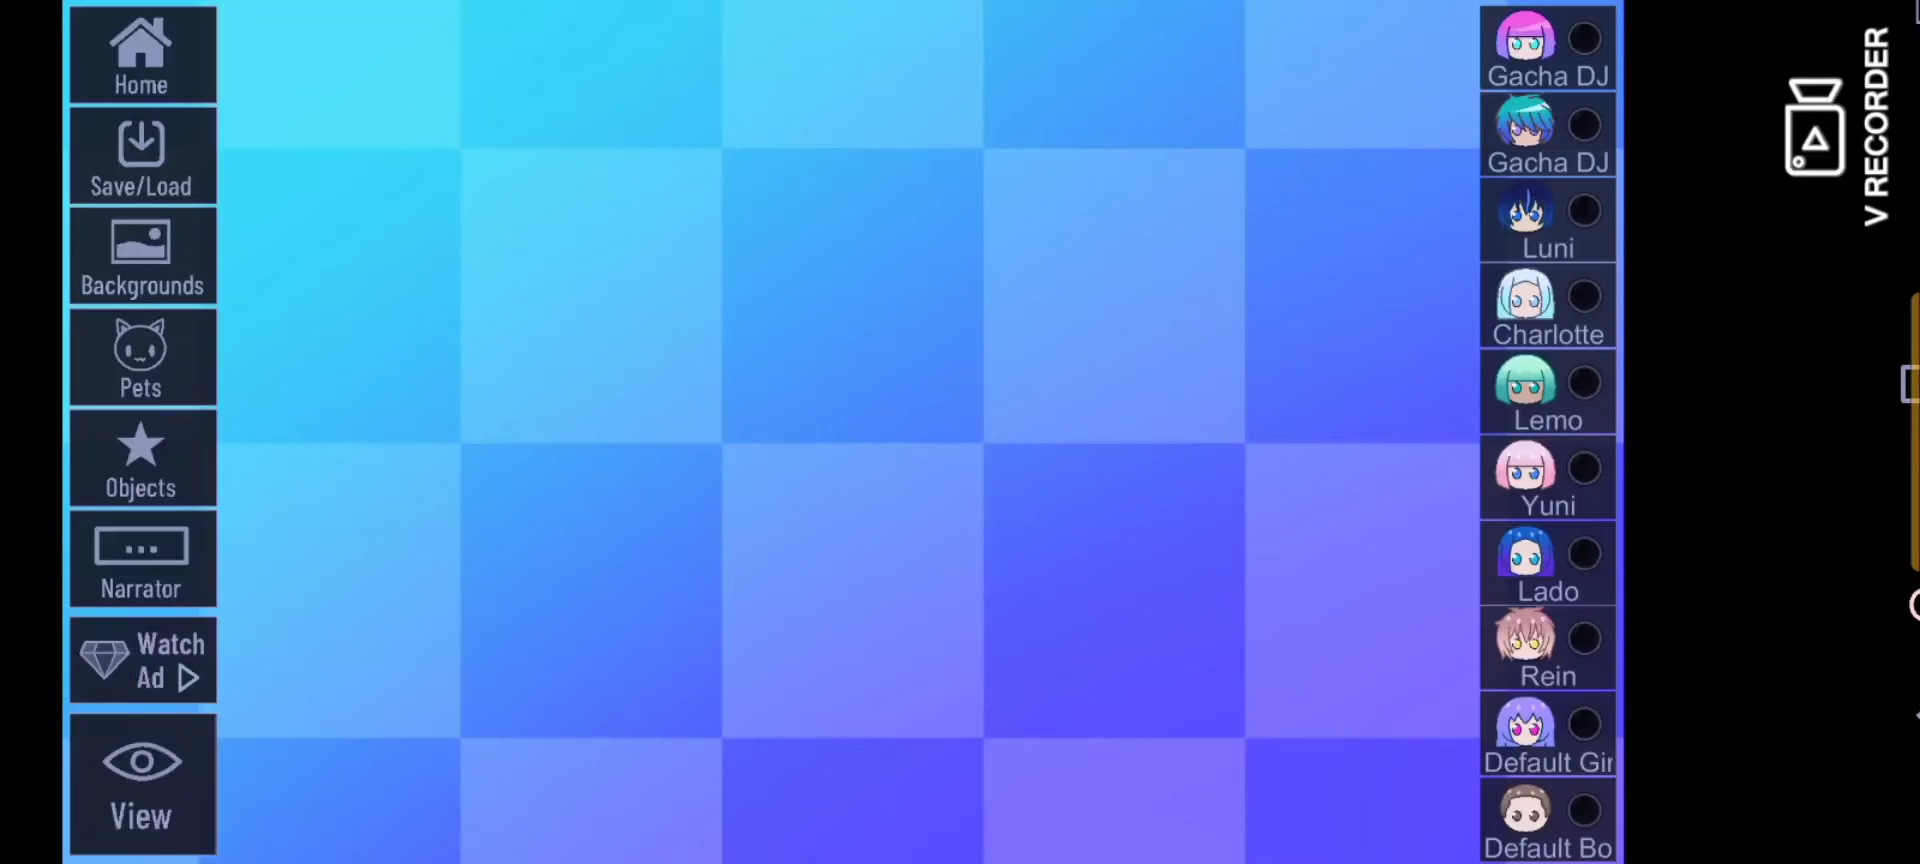 Home
Save/Load
Backgrounds
Pets
Objects
Narrator
Watch
Ad
View
Gacha DJ
Gacha DJ
Luni
Charlotte
Lemo
Yuni
Lado
Rein
Default Gir
Default Bo
V RECORDER